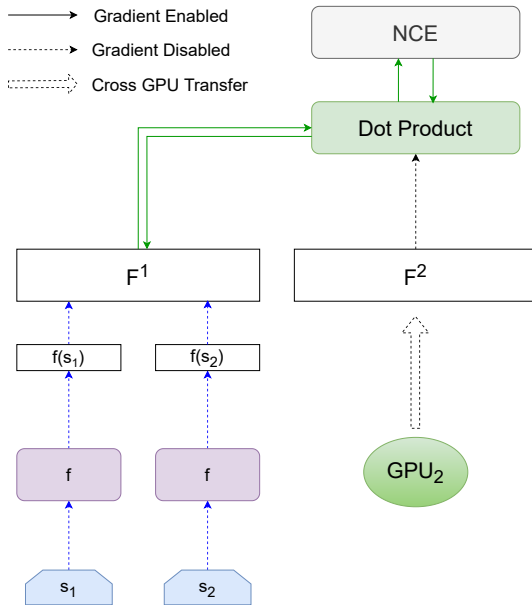 Gradient Enabled
Gradient Disabled
Cross GPU Transfer
NCE
Dot Product
F¹
F²
f(s₁)
f(s₂)
f
f
GPU₂
s₁
s₂